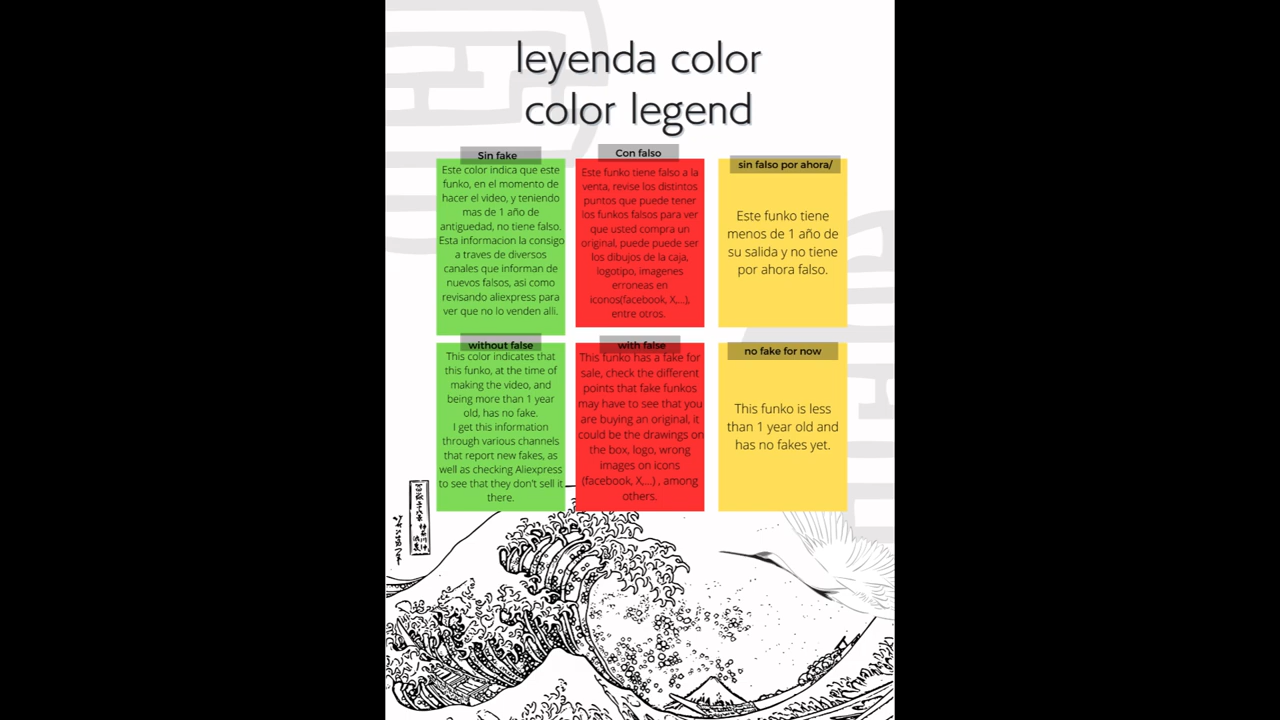 leyenda color
color legend
Sin fake
Este color indica que este
funko, en el momento de
hacer el video, y teniendo
mas de 1 año de
antiguedad, no tiene falso.
Esta informacion la consigo
a traves de diversos
canales que informan de
nuevos falsos, asi como
revisando aliexpress para
ver que no lo venden alli.
Con falso
Este funko tiene falso a la
venta, revise los distintos
puntos que puede tener
los funkos falsos para ver
que usted compra un
original, puede puede ser
los dibujos de la caja,
logotipo, imagenes
erroneas en
iconos(facebook, X,...),
entre otros.
sin falso por ahora/
Este funko tiene
menos de 1 año de
su salida y no tiene
por ahora falso.
without false
This color indicates that
this funko, at the time of
making the video, and
being more than 1 year
old, has no fake.
I get this information
through various channels
that report new fakes, as
well as checking Aliexpress
to see that they don't sell it
there.
with false
This funko has a fake for
sale, check the different
points that fake funkos
may have to see that you
are buying an original, it
could be the drawings on
the box, logo, wrong
images on icons
(facebook, X,...) , among
others.
no fake for now
This funko is less
than 1 year old and
has no fakes yet.